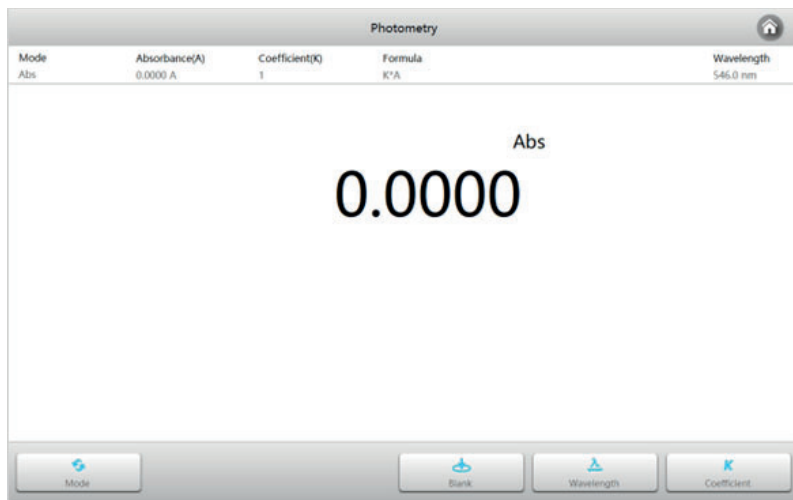 Photometry
Mode Absorbance(A) Coefficient(K) Formula Wavelength
Abs 0.0000 A 1 K*A 546.0 nm
Abs
0.0000
λ K
Mode Blank Wavelength Coefficient